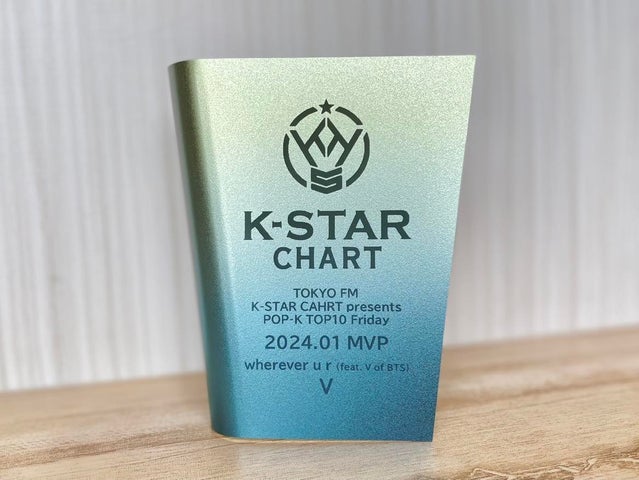 K-STAR
CHART
TOKYO FM
K-STAR CAHRT presents
POP-K TOP10 Friday
2024.01 MVP
wherever u r (feat. V of BTS)
V